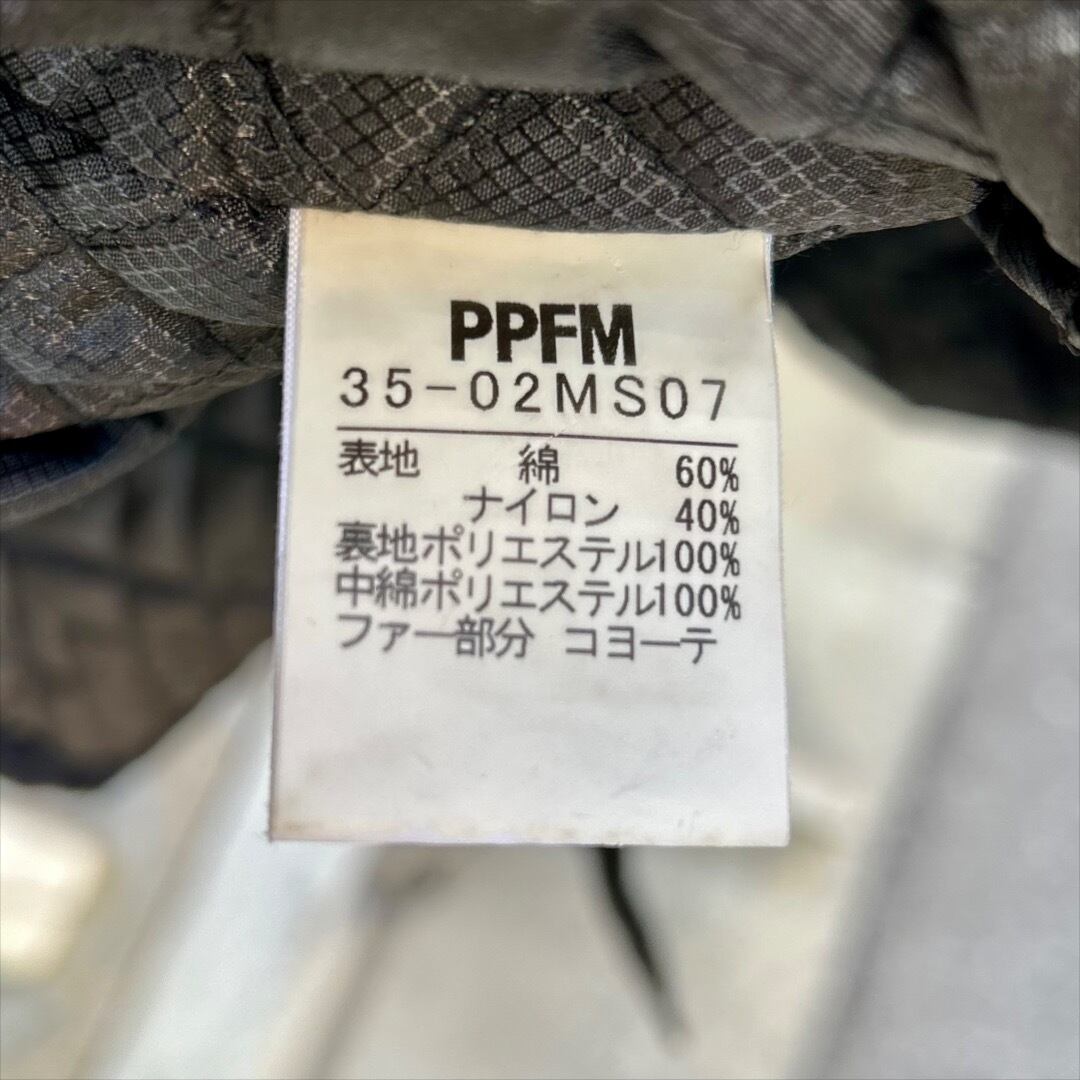 PPFM
35-02MS07
表地 綿 60%
ナイロン 40%
裏地ポリエステル100%
中綿ポリエステル100%
ファー部分 コヨーテ